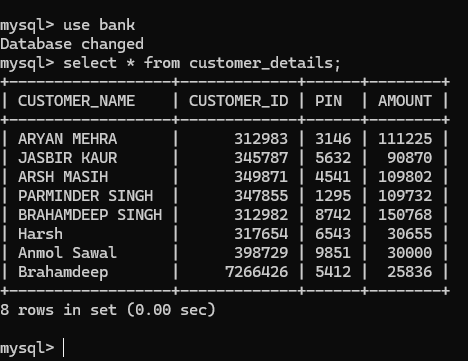 mysql> use bank
Database changed
mysql> select * from customer_details;
+------------------+-------------+------+--------+
| CUSTOMER_NAME    | CUSTOMER_ID | PIN  | AMOUNT |
+------------------+-------------+------+--------+
| ARYAN MEHRA      |      312983 | 3146 | 111225 |
| JASBIR KAUR      |      345787 | 5632 |  90870 |
| ARSH MASIH       |      349871 | 4541 | 109802 |
| PARMINDER SINGH  |      347855 | 1295 | 109732 |
| BRAHAMDEEP SINGH |      312982 | 8742 | 150768 |
| Harsh            |      317654 | 6543 |  30655 |
| Anmol Sawal      |      398729 | 9851 |  30000 |
| Brahamdeep       |     7266426 | 5412 |  25836 |
+------------------+-------------+------+--------+
8 rows in set (0.00 sec)
mysql>